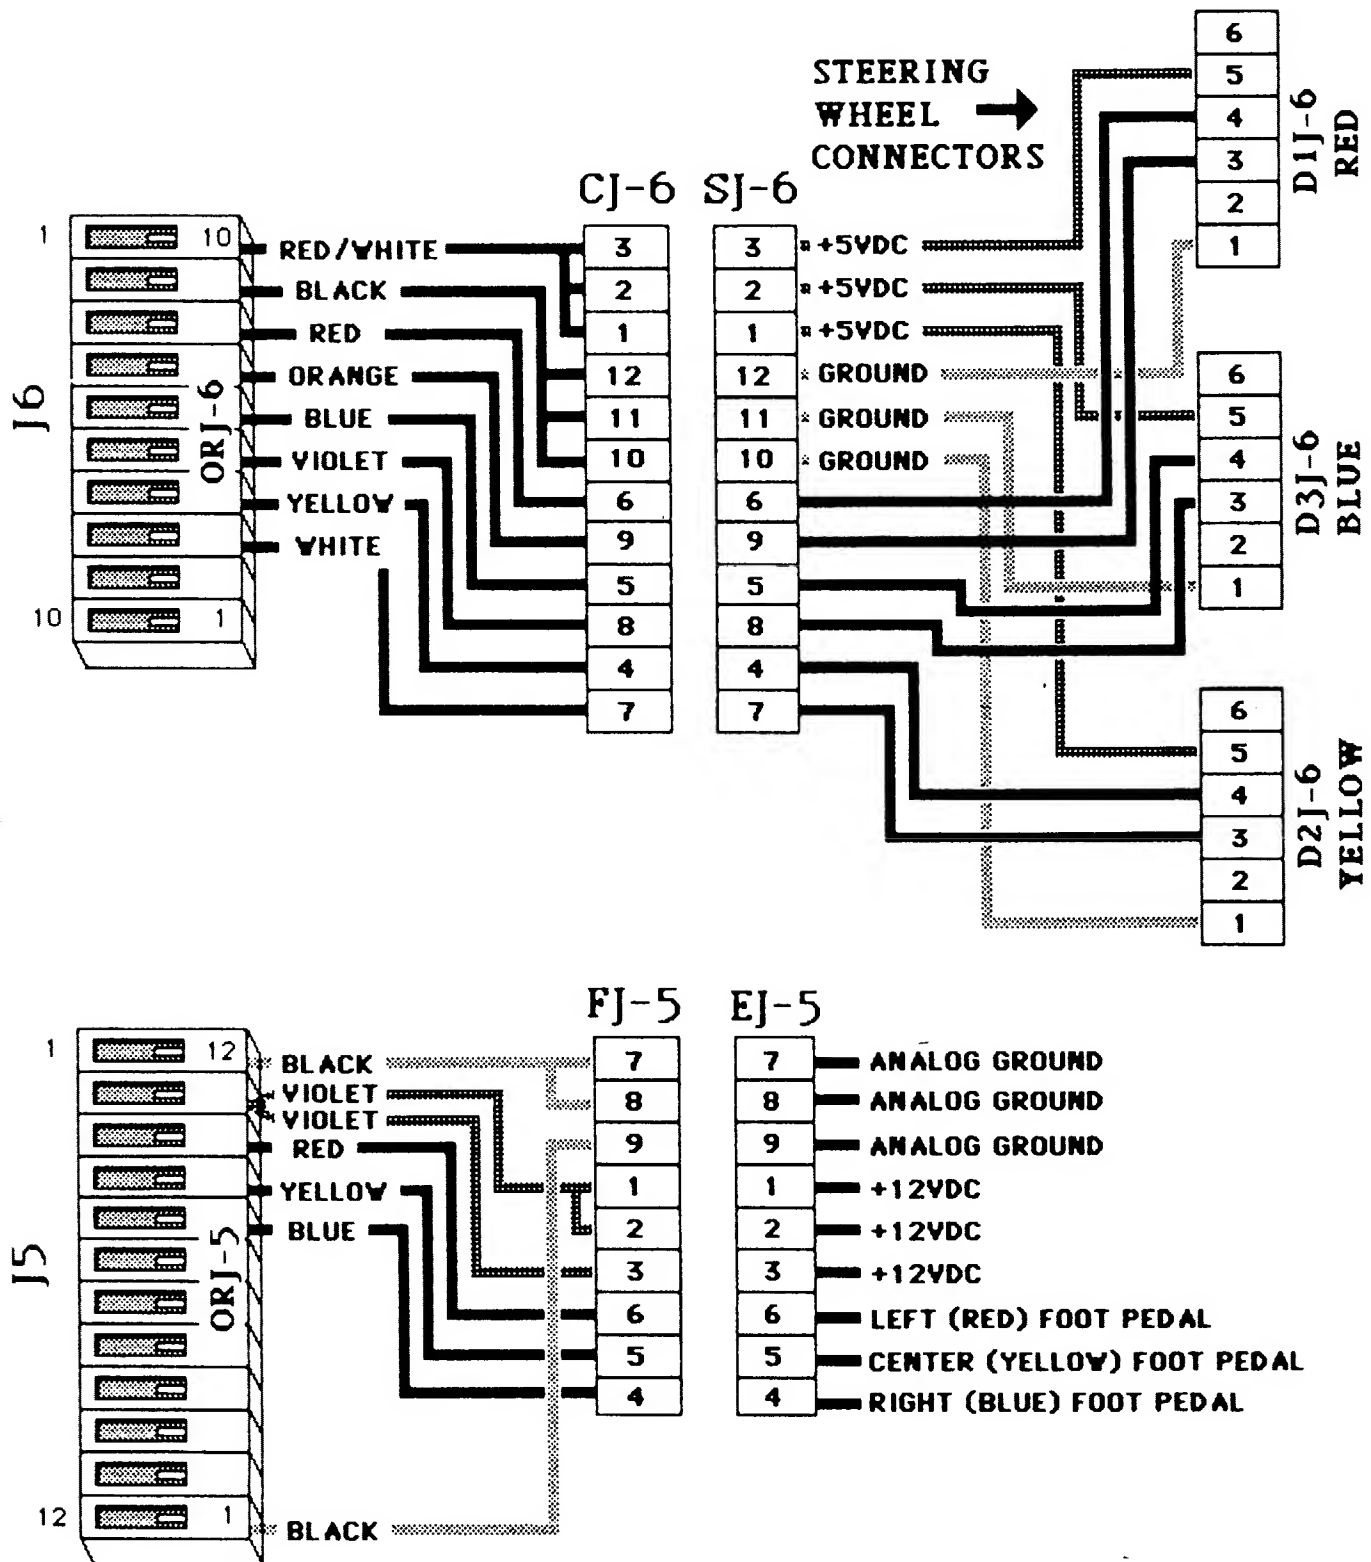 STEERING
WHEEL
CONNECTORS
6
5
4
3
2
1
D1J-6
RED
CJ-6
SJ-6
1
10
J6
ORJ-6
10
1
RED/WHITE
BLACK
RED
ORANGE
BLUE
VIOLET
YELLOW
WHITE
3
2
1
12
11
10
6
9
5
8
4
7
3
2
1
12
11
10
6
9
5
8
4
7
+5VDC
+5VDC
+5VDC
GROUND
GROUND
GROUND
6
5
4
3
2
1
D3J-6
BLUE
6
5
4
3
2
1
D2J-6
YELLOW
FJ-5
EJ-5
1
12
J5
ORJ-5
12
1
BLACK
VIOLET
VIOLET
RED
YELLOW
BLUE
BLACK
7
8
9
1
2
3
6
5
4
7 ANALOG GROUND
8 ANALOG GROUND
9 ANALOG GROUND
1 +12VDC
2 +12VDC
3 +12VDC
6 LEFT (RED) FOOT PEDAL
5 CENTER (YELLOW) FOOT PEDAL
4 RIGHT (BLUE) FOOT PEDAL